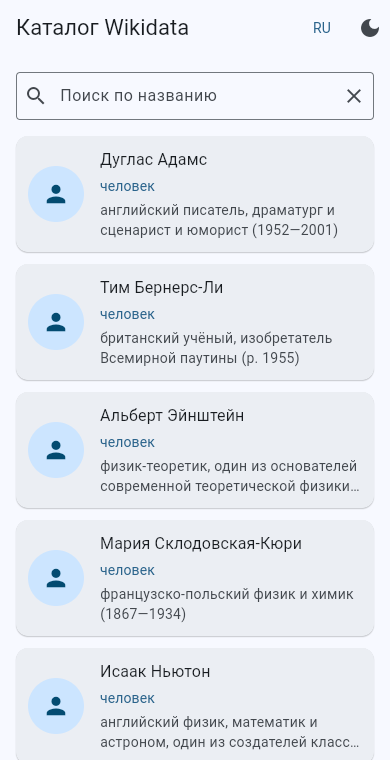 Каталог Wikidata
RU
Поиск по названию
Дуглас Адамс
человек
английский писатель, драматург и
сценарист и юморист (1952—2001)
Тим Бернерс-Ли
человек
британский учёный, изобретатель
Всемирной паутины (р. 1955)
Альберт Эйнштейн
человек
физик-теоретик, один из основателей
современной теоретической физики…
Мария Склодовская-Кюри
человек
французско-польский физик и химик
(1867—1934)
Исаак Ньютон
человек
английский физик, математик и
астроном, один из создателей класс…